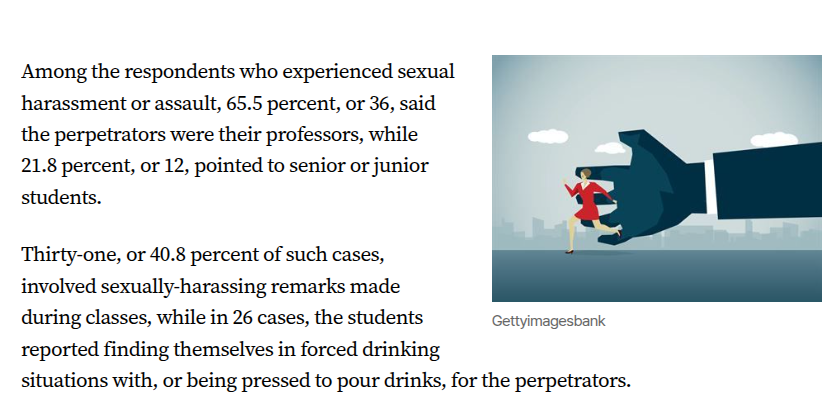 Among the respondents who experienced sexual
harassment or assault, 65.5 percent, or 36, said
the perpetrators were their professors, while
21.8 percent, or 12, pointed to senior or junior
students.
Thirty-one, or 40.8 percent of such cases,
involved sexually-harassing remarks made
during classes, while in 26 cases, the students
reported finding themselves in forced drinking
situations with, or being pressed to pour drinks, for the perpetrators.
Gettyimagesbank